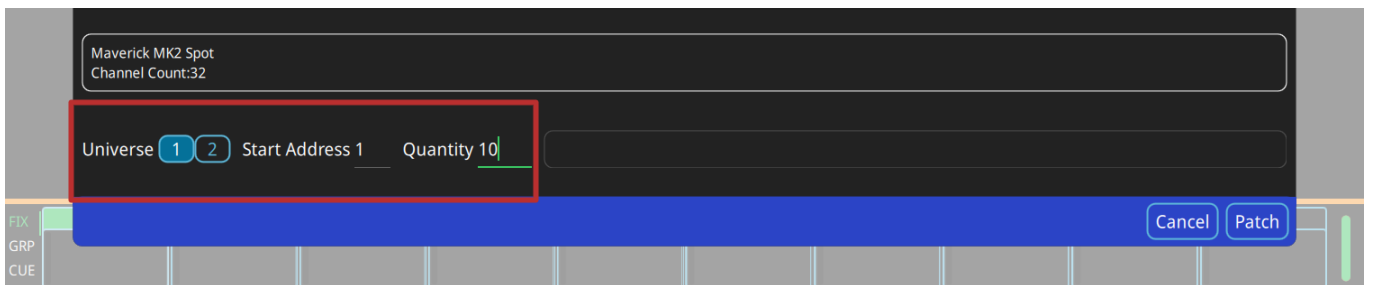 Maverick MK2 Spot
Channel Count:32
Universe 1 2 Start Address 1 Quantity 10
Cancel Patch
FIX
GRP
CUE